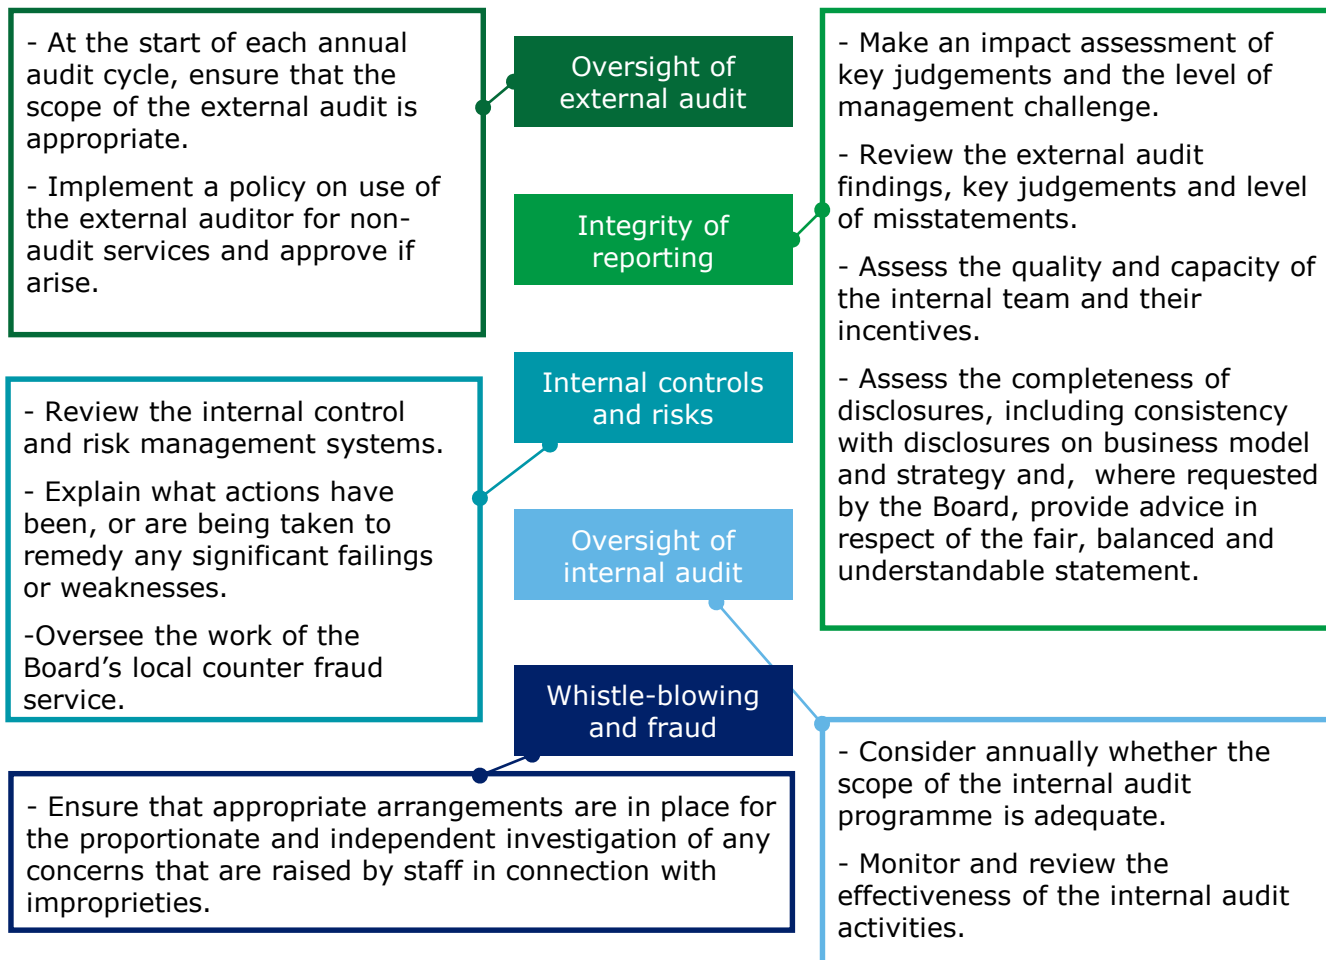 - At the start of each annual
audit cycle, ensure that the
scope of the external audit is
appropriate.
- Implement a policy on use of
the external auditor for non-
audit services and approve if
arise.
Oversight of
external audit
Integrity of
reporting
- Make an impact assessment of
key judgements and the level of
management challenge.
- Review the external audit
findings, key judgements and level
of misstatements.
- Assess the quality and capacity of
the internal team and their
incentives.
- Assess the completeness of
disclosures, including consistency
with disclosures on business model
and strategy and,  where requested
by the Board, provide advice in
respect of the fair, balanced and
understandable statement.
Internal controls
and risks
- Review the internal control
and risk management systems.
- Explain what actions have
been, or are being taken to
remedy any significant failings
or weaknesses.
-Oversee the work of the
Board’s local counter fraud
service.
Oversight of
internal audit
Whistle-blowing
and fraud
- Ensure that appropriate arrangements are in place for
the proportionate and independent investigation of any
concerns that are raised by staff in connection with
improprieties.
- Consider annually whether the
scope of the internal audit
programme is adequate.
- Monitor and review the
effectiveness of the internal audit
activities.